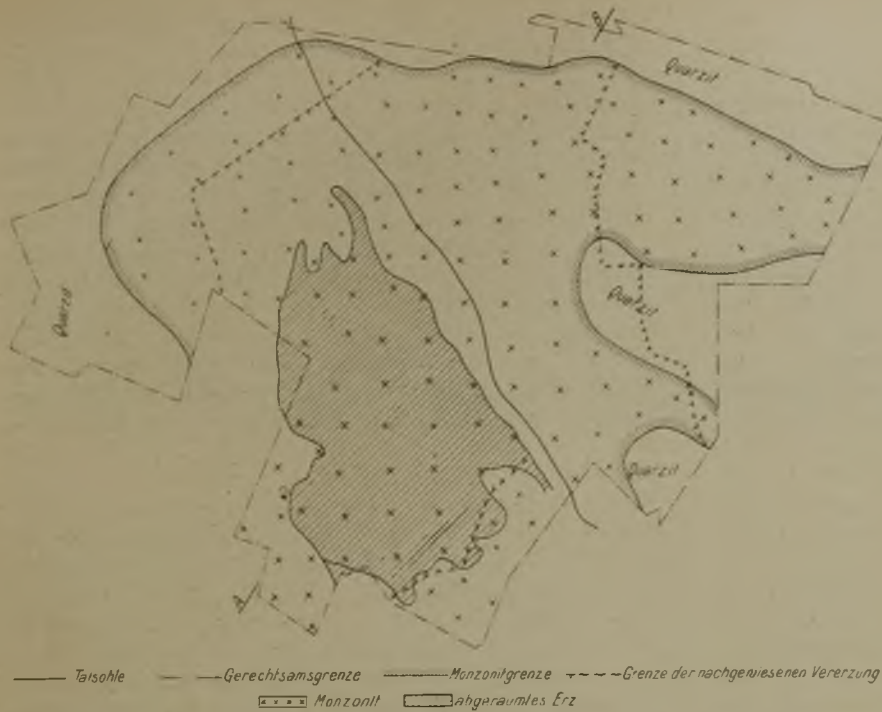 Quarzit
Quarzit
Quarzit
Quarzit
Talsohle Gerechtsamsgrenze Monzonitgrenze Grenze der nachgewiesenen Vererzung
Monzonit abgeräumtes Erz